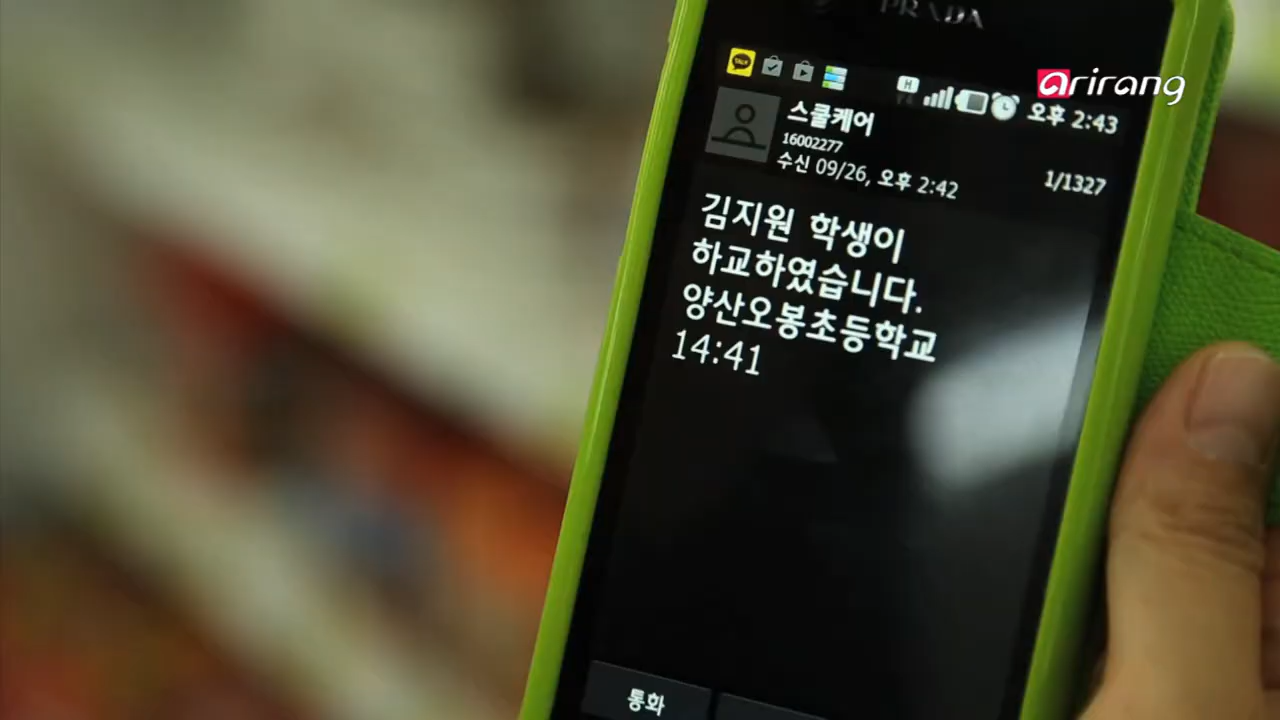 PRADA
arirang
TALK
H
오후 2:43
스쿨케어
16002277
수신 09/26, 오후 2:42
1/1327
김지원 학생이
하교하였습니다.
양산오봉초등학교
14:41
통화